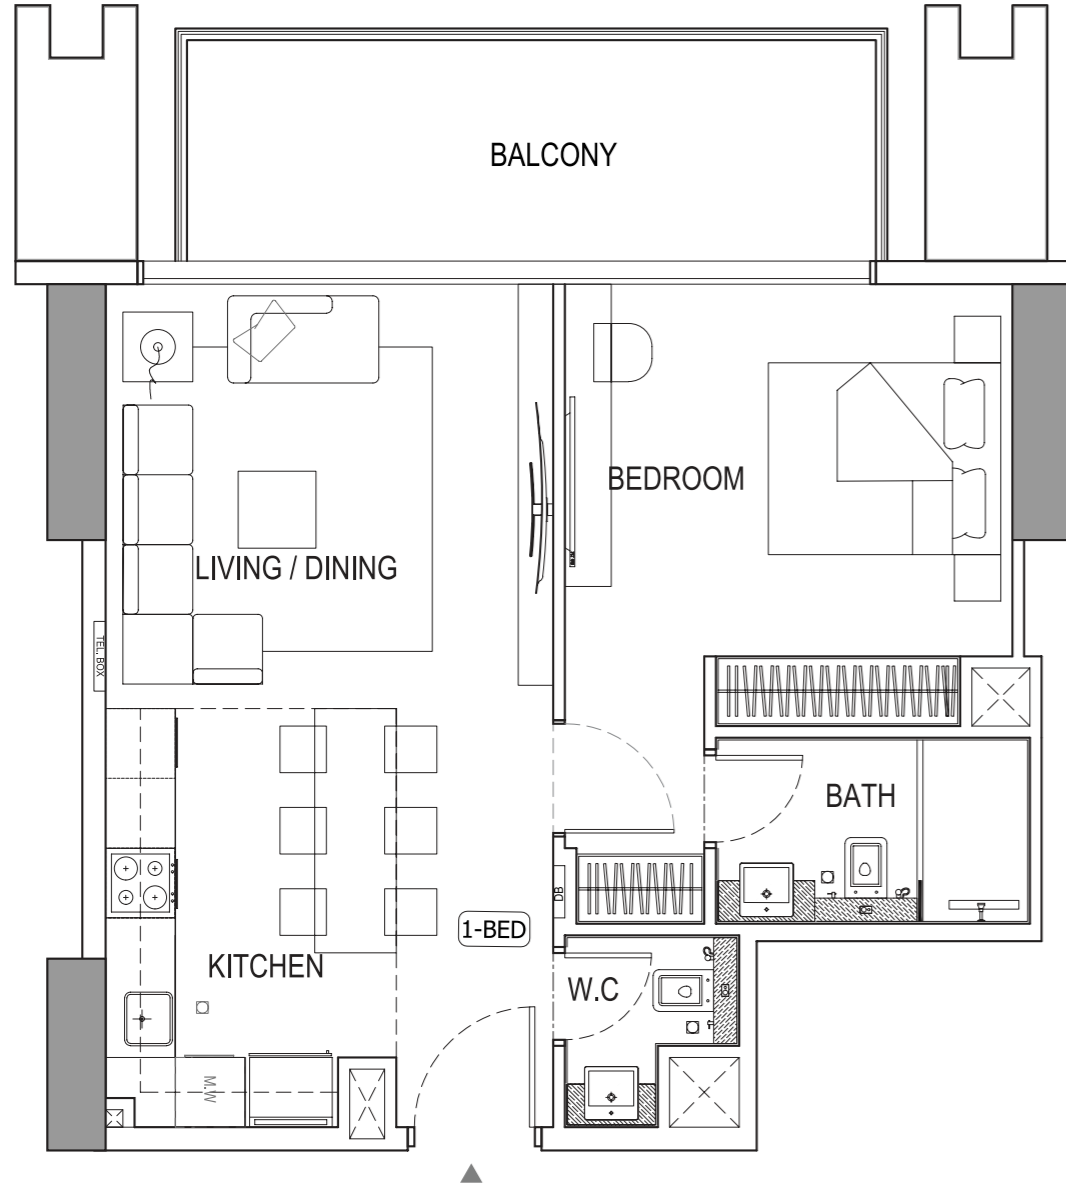 BALCONY
BEDROOM
LIVING / DINING
TEL. BOX
BATH
DB
1-BED
KITCHEN
W.C
M.W